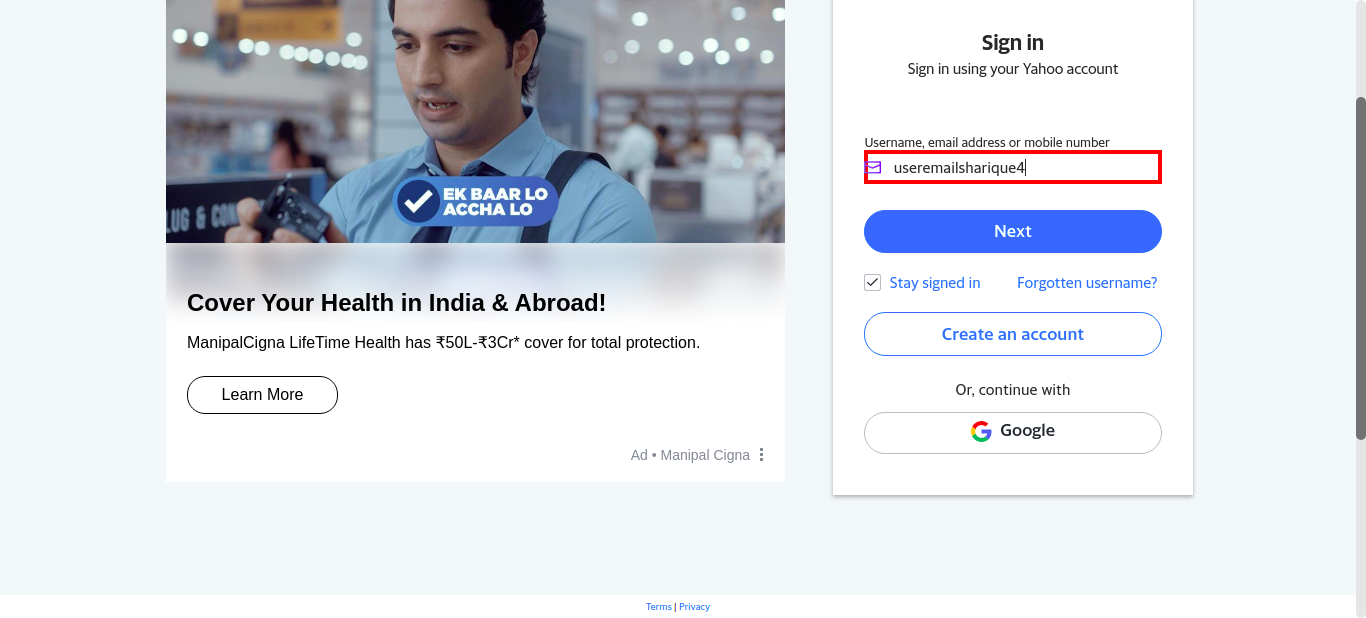 LUG & CON
EK BAAR LO
ACCHA LO
Cover Your Health in India & Abroad!
ManipalCigna LifeTime Health has ₹50L-₹3Cr* cover for total protection.
Learn More
Ad • Manipal Cigna
Sign in
Sign in using your Yahoo account
Username, email address or mobile number
useremailsharique4
Next
Stay signed in
Forgotten username?
Create an account
Or, continue with
Google
Terms | Privacy